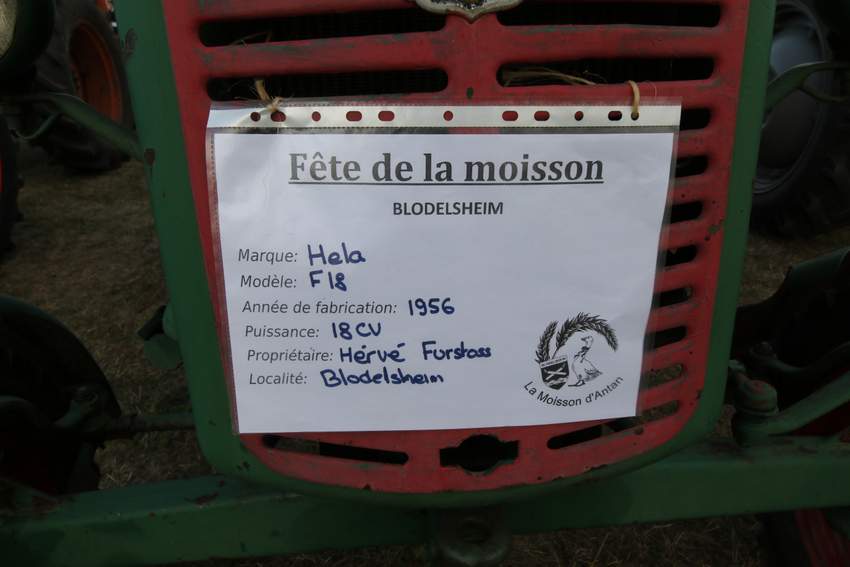 Fête de la moisson
BLODELSHEIM
Marque: Hela
Modèle: F18
Année de fabrication: 1956
Puissance: 18 CV
Propriétaire: Hérvé Furstoss
Localité: Blodelsheim
La Moisson d'Antan